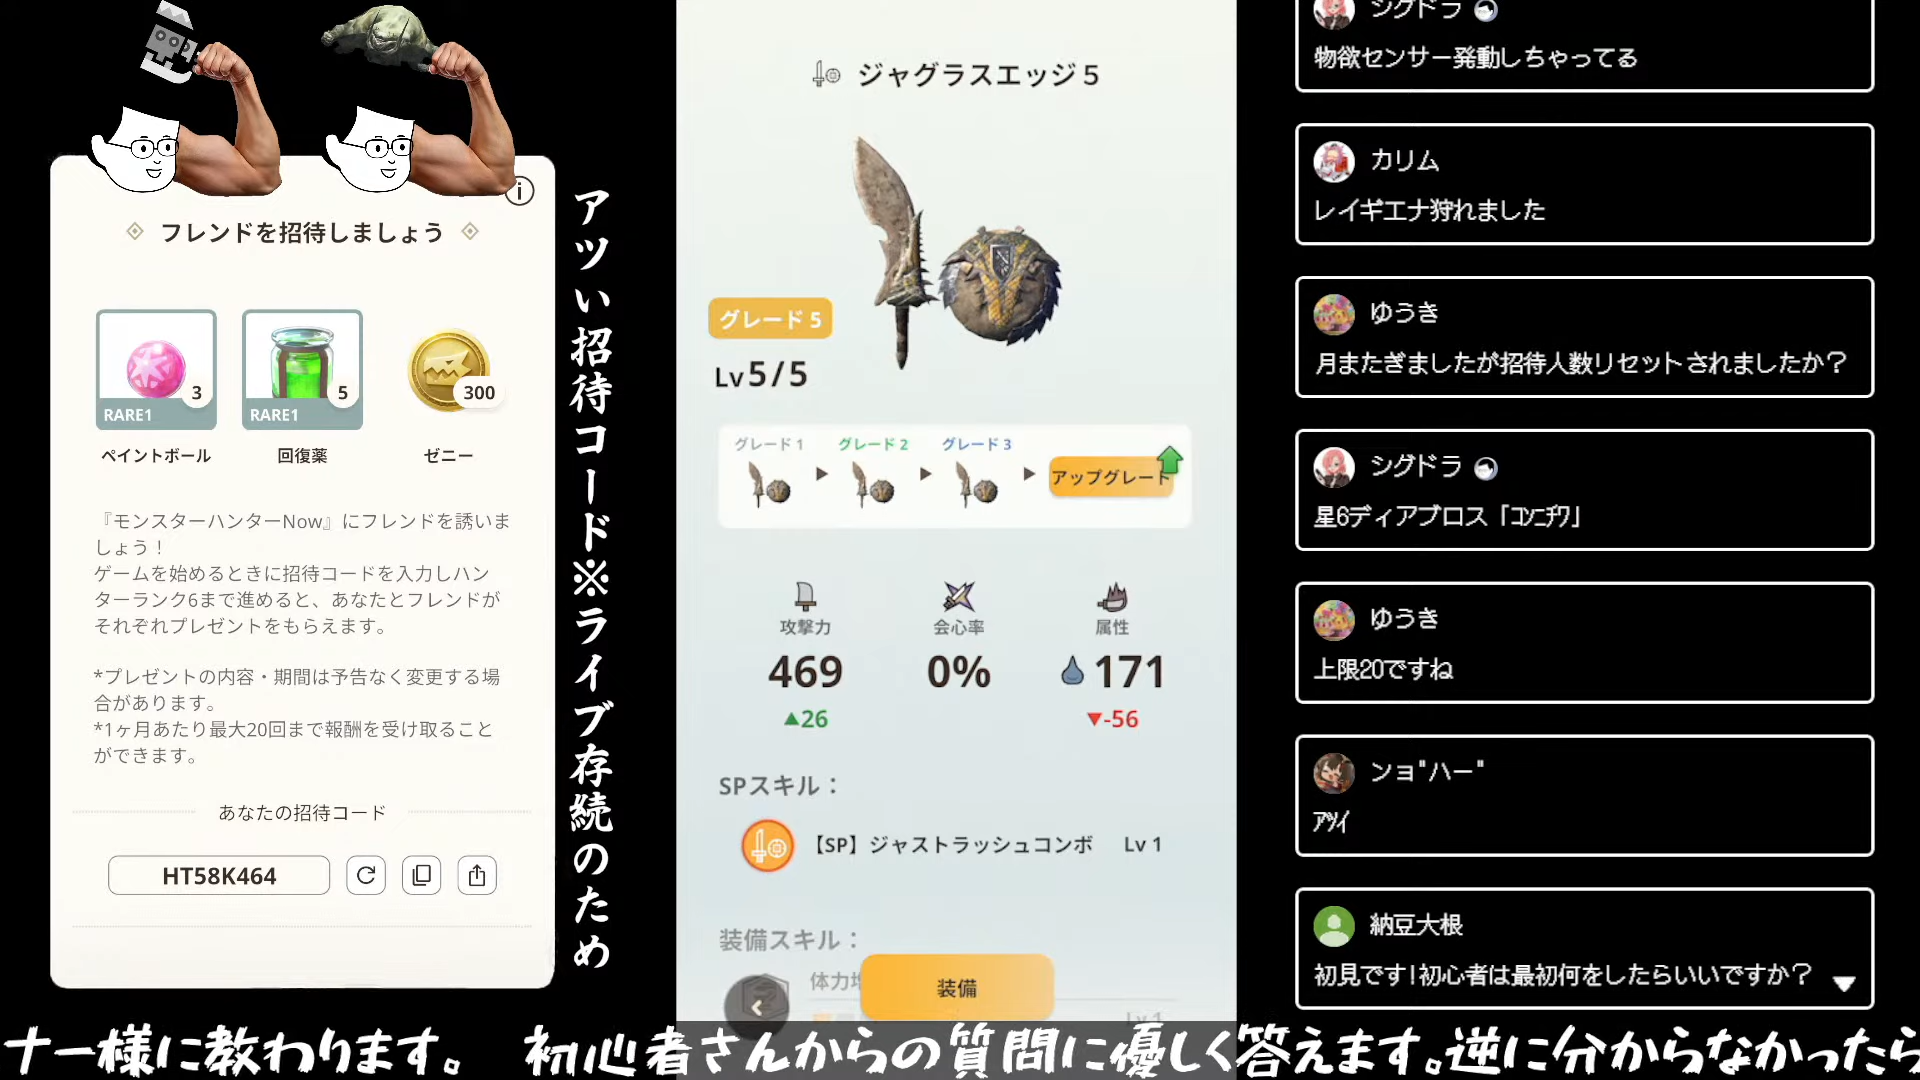 フレンドを招待しましょう
3
RARE1
ペイントボール
5
RARE1
回復薬
300
ゼニー
『モンスターハンターNow』にフレンドを誘いま
しょう！
ゲームを始めるときに招待コードを入力しハン
ターランク6まで進めると、あなたとフレンドが
それぞれプレゼントをもらえます。
*プレゼントの内容・期間は予告なく変更する場
合があります。
*1ヶ月あたり最大20回まで報酬を受け取ること
ができます。
あなたの招待コード
HT58K464
アツい招待コード※ライブ存続のため
ジャグラスエッジ 5
グレード 5
Lv 5/5
グレード 1
グレード 2
グレード 3
アップグレード
攻撃力
会心率
属性
469
0%
171
▲26
▼-56
SPスキル：
【SP】ジャストラッシュコンボ Lv 1
装備スキル：
体力増
Lv 1
装備
シグドラ
物欲センサー発動しちゃってる
カリム
レイギエナ狩れました
ゆうき
月またぎましたが招待人数リセットされましたか？
シグドラ
星6ディアブロス「ｺﾝﾆﾁﾜ」
ゆうき
上限20ですね
ンョ"ハー"
ｱﾂｲ
納豆大根
初見です！初心者は最初何をしたらいいですか？
ナー様に教わります。 初心者さんからの質問に優しく答えます。逆に分からなかったら